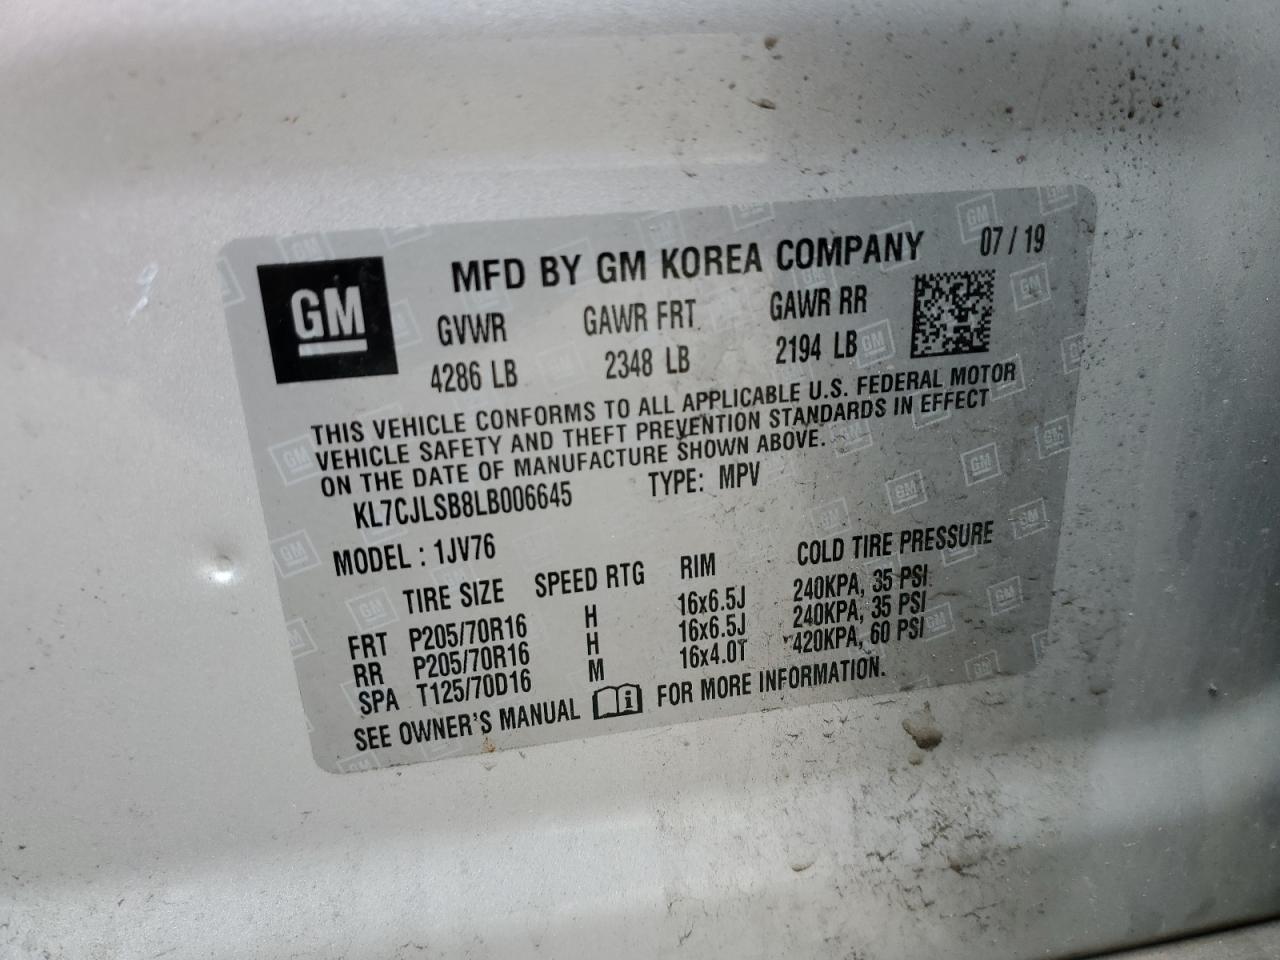 GM
MFD BY GM KOREA COMPANY 07 / 19
GVWR GAWR FRT GAWR RR
4286 LB 2348 LB 2194 LB
THIS VEHICLE CONFORMS TO ALL APPLICABLE U.S. FEDERAL MOTOR
VEHICLE SAFETY AND THEFT PREVENTION STANDARDS IN EFFECT
ON THE DATE OF MANUFACTURE SHOWN ABOVE.
KL7CJLSB8LB006645 TYPE: MPV
MODEL : 1JV76
TIRE SIZE SPEED RTG RIM COLD TIRE PRESSURE
FRT P205/70R16 H 16x6.5J 240KPA, 35 PSI
RR P205/70R16 H 16x6.5J 240KPA, 35 PSI
SPA T125/70D16 M 16x4.0T 420KPA, 60 PSI
SEE OWNER'S MANUAL FOR MORE INFORMATION.